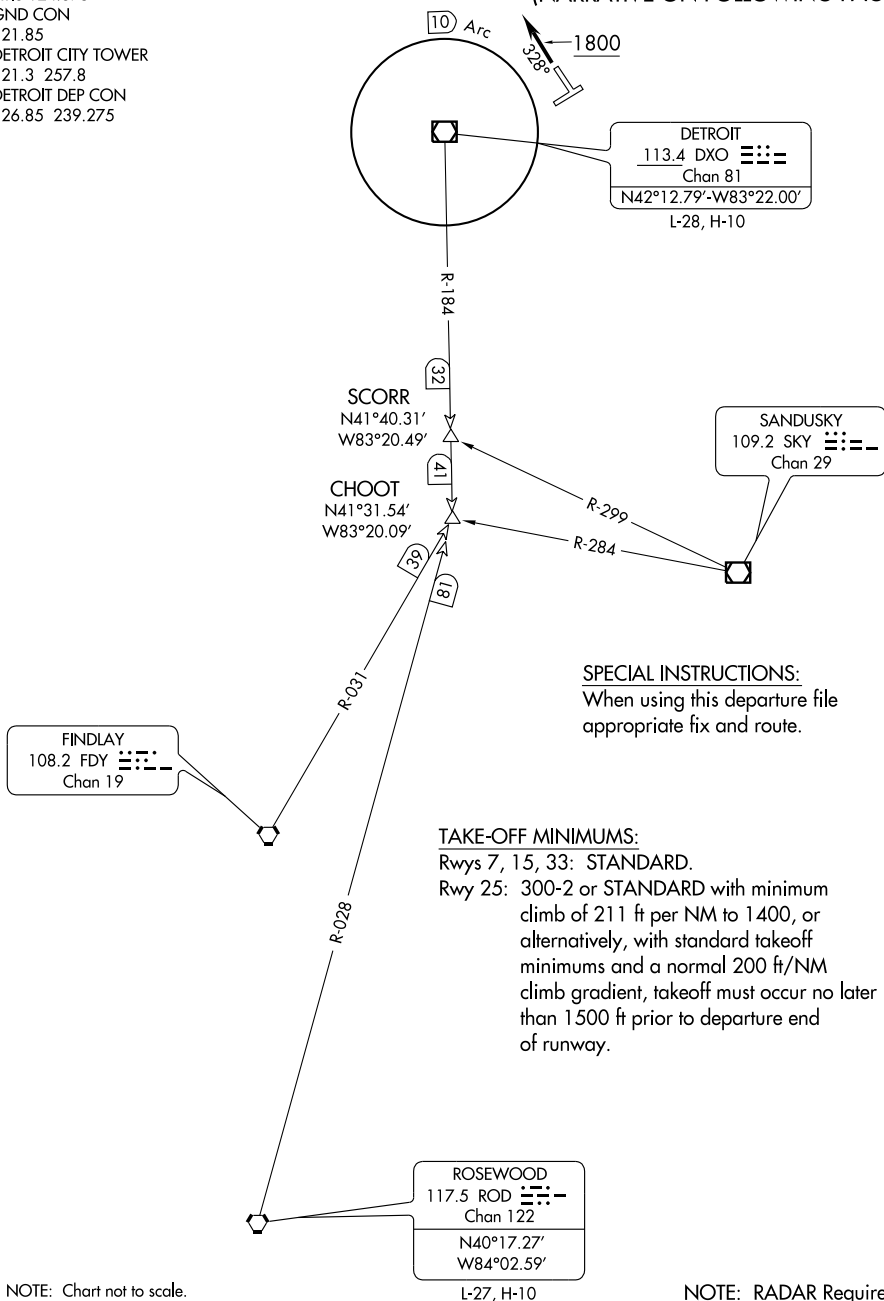 GND CON
21.85
DETROIT CITY TOWER
21.3 257.8
DETROIT DEP CON
26.85 239.275
10 Arc
328°
1800
DETROIT
113.4 DXO
Chan 81
N42°12.79'-W83°22.00'
L-28, H-10
R-184
32
SCORR
N41°40.31'
W83°20.49'
41
CHOOT
N41°31.54'
W83°20.09'
SANDUSKY
109.2 SKY
Chan 29
R-299
R-284
39
81
R-031
SPECIAL INSTRUCTIONS:
When using this departure file
appropriate fix and route.
FINDLAY
108.2 FDY
Chan 19
R-028
TAKE-OFF MINIMUMS:
Rwys 7, 15, 33: STANDARD.
Rwy 25: 300-2 or STANDARD with minimum
climb of 211 ft per NM to 1400, or
alternatively, with standard takeoff
minimums and a normal 200 ft/NM
climb gradient, takeoff must occur no later
than 1500 ft prior to departure end
of runway.
ROSEWOOD
117.5 ROD
Chan 122
N40°17.27'
W84°02.59'
L-27, H-10
NOTE: Chart not to scale.
NOTE: RADAR Require